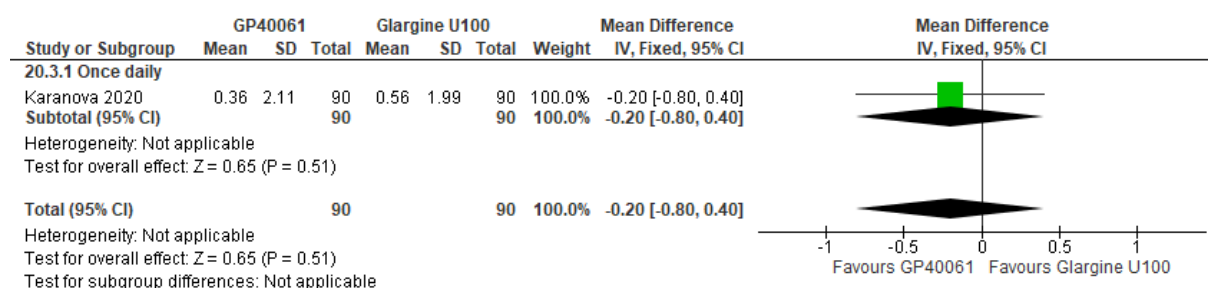 GP40061 Glargine U100 Mean Difference Mean Difference
Study or Subgroup Mean SD Total Mean SD Total Weight IV, Fixed, 95% CI IV, Fixed, 95% CI
20.3.1 Once daily
Karanova 2020 0.36 2.11 90 0.56 1.99 90 100.0% -0.20 [-0.80, 0.40]
Subtotal (95% CI) 90 90 100.0% -0.20 [-0.80, 0.40]
Heterogeneity: Not applicable
Test for overall effect: Z = 0.65 (P = 0.51)
Total (95% CI) 90 90 100.0% -0.20 [-0.80, 0.40]
Heterogeneity: Not applicable
Test for overall effect: Z = 0.65 (P = 0.51)
Test for subgroup differences: Not applicable
-1 -0.5 0 0.5 1
Favours GP40061 Favours Glargine U100